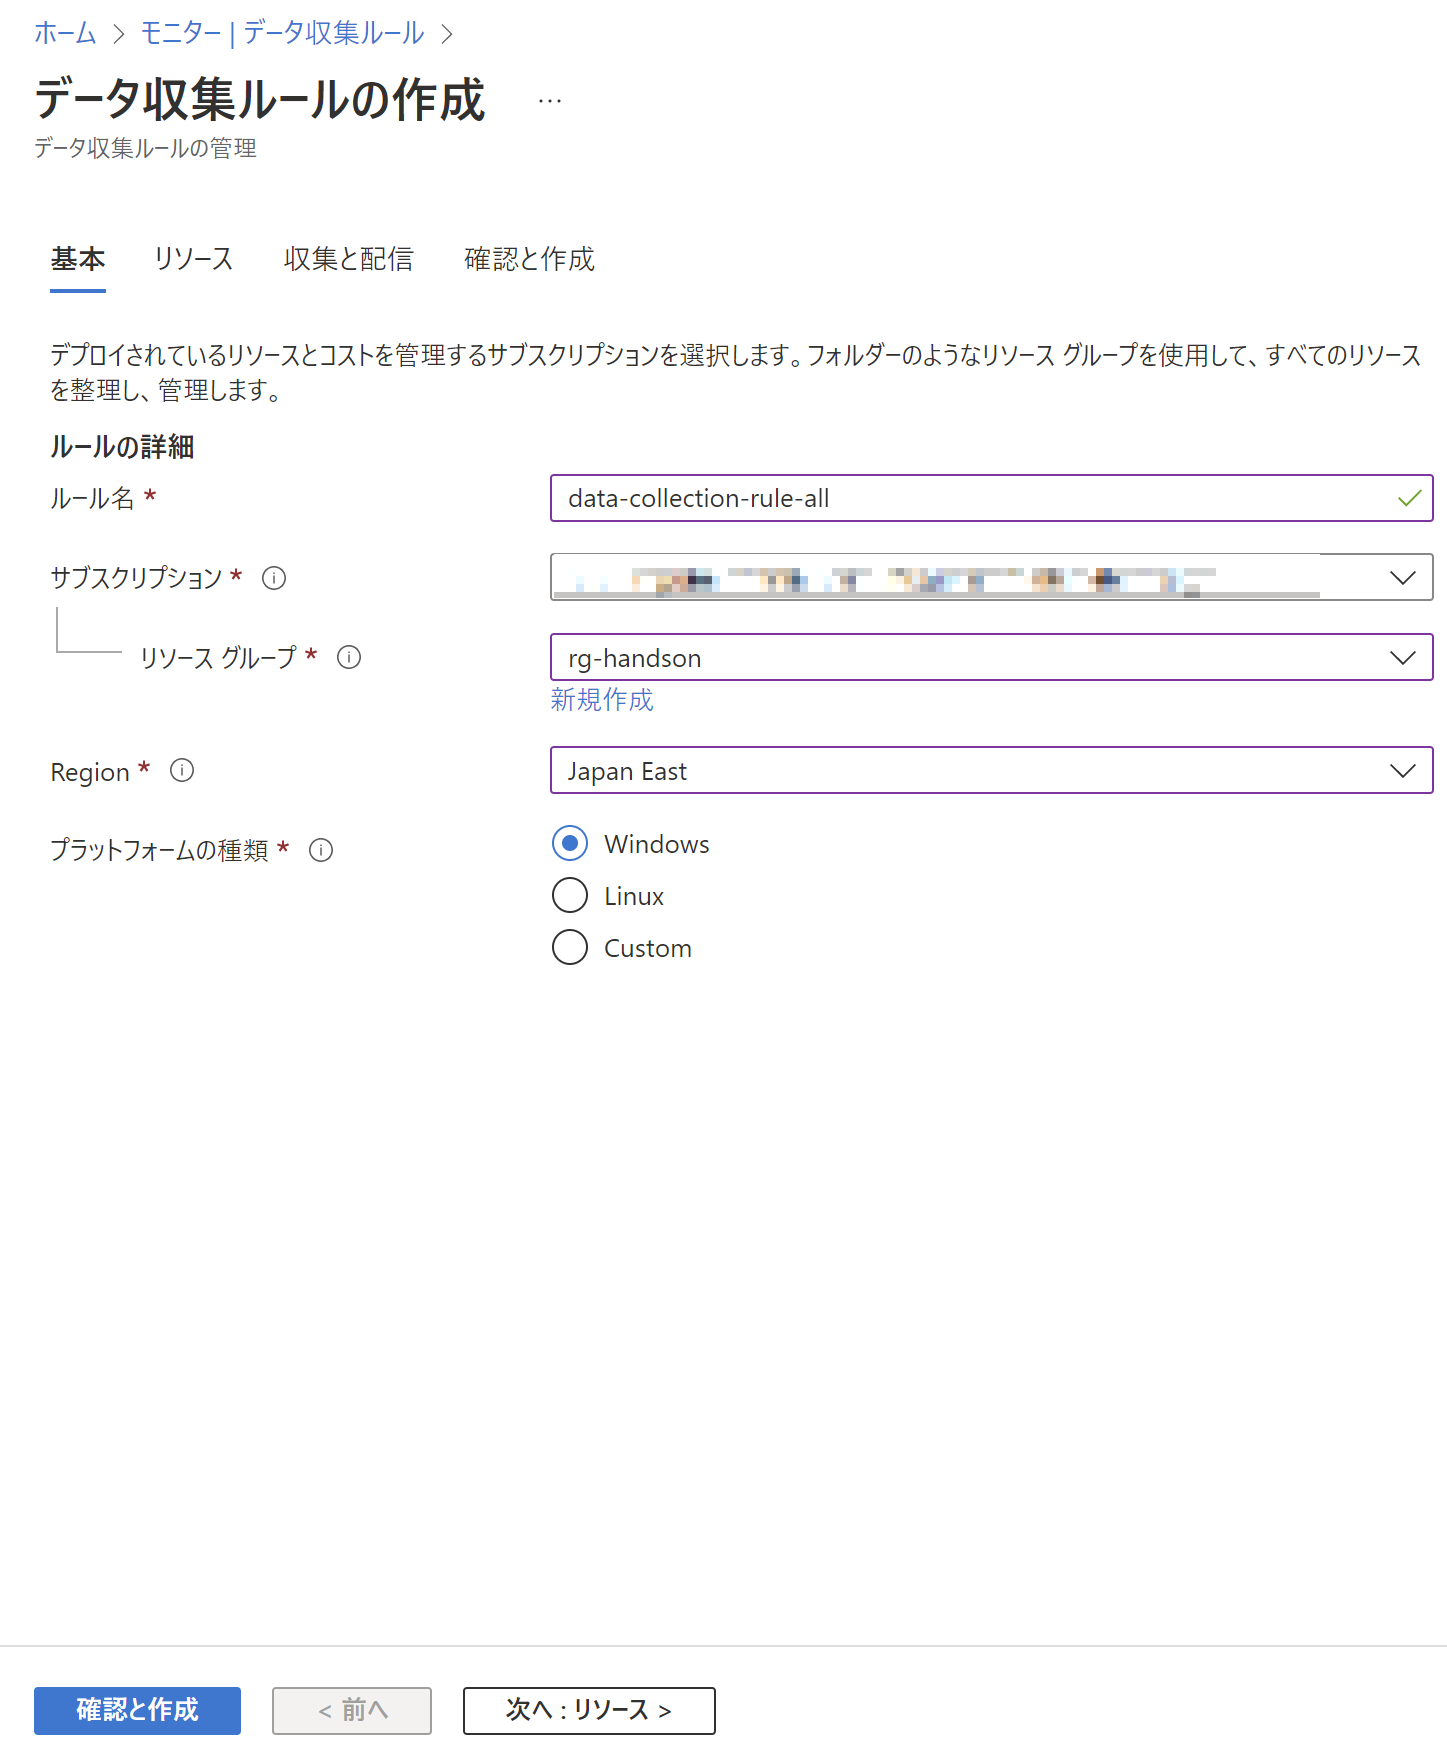 ホーム > モニター | データ収集ルール >
データ収集ルールの作成 ...
データ収集ルールの管理
基本 リソース 収集と配信 確認と作成
デプロイされているリソースとコストを管理するサブスクリプションを選択します。フォルダーのようなリソース グループを使用して、すべてのリソース
を整理し、管理します。
ルールの詳細
ルール名 * data-collection-rule-all
サブスクリプション *
リソース グループ * rg-handson
新規作成
Region * Japan East
プラットフォームの種類 * Windows
Linux
Custom
確認と作成 < 前へ 次へ : リソース >